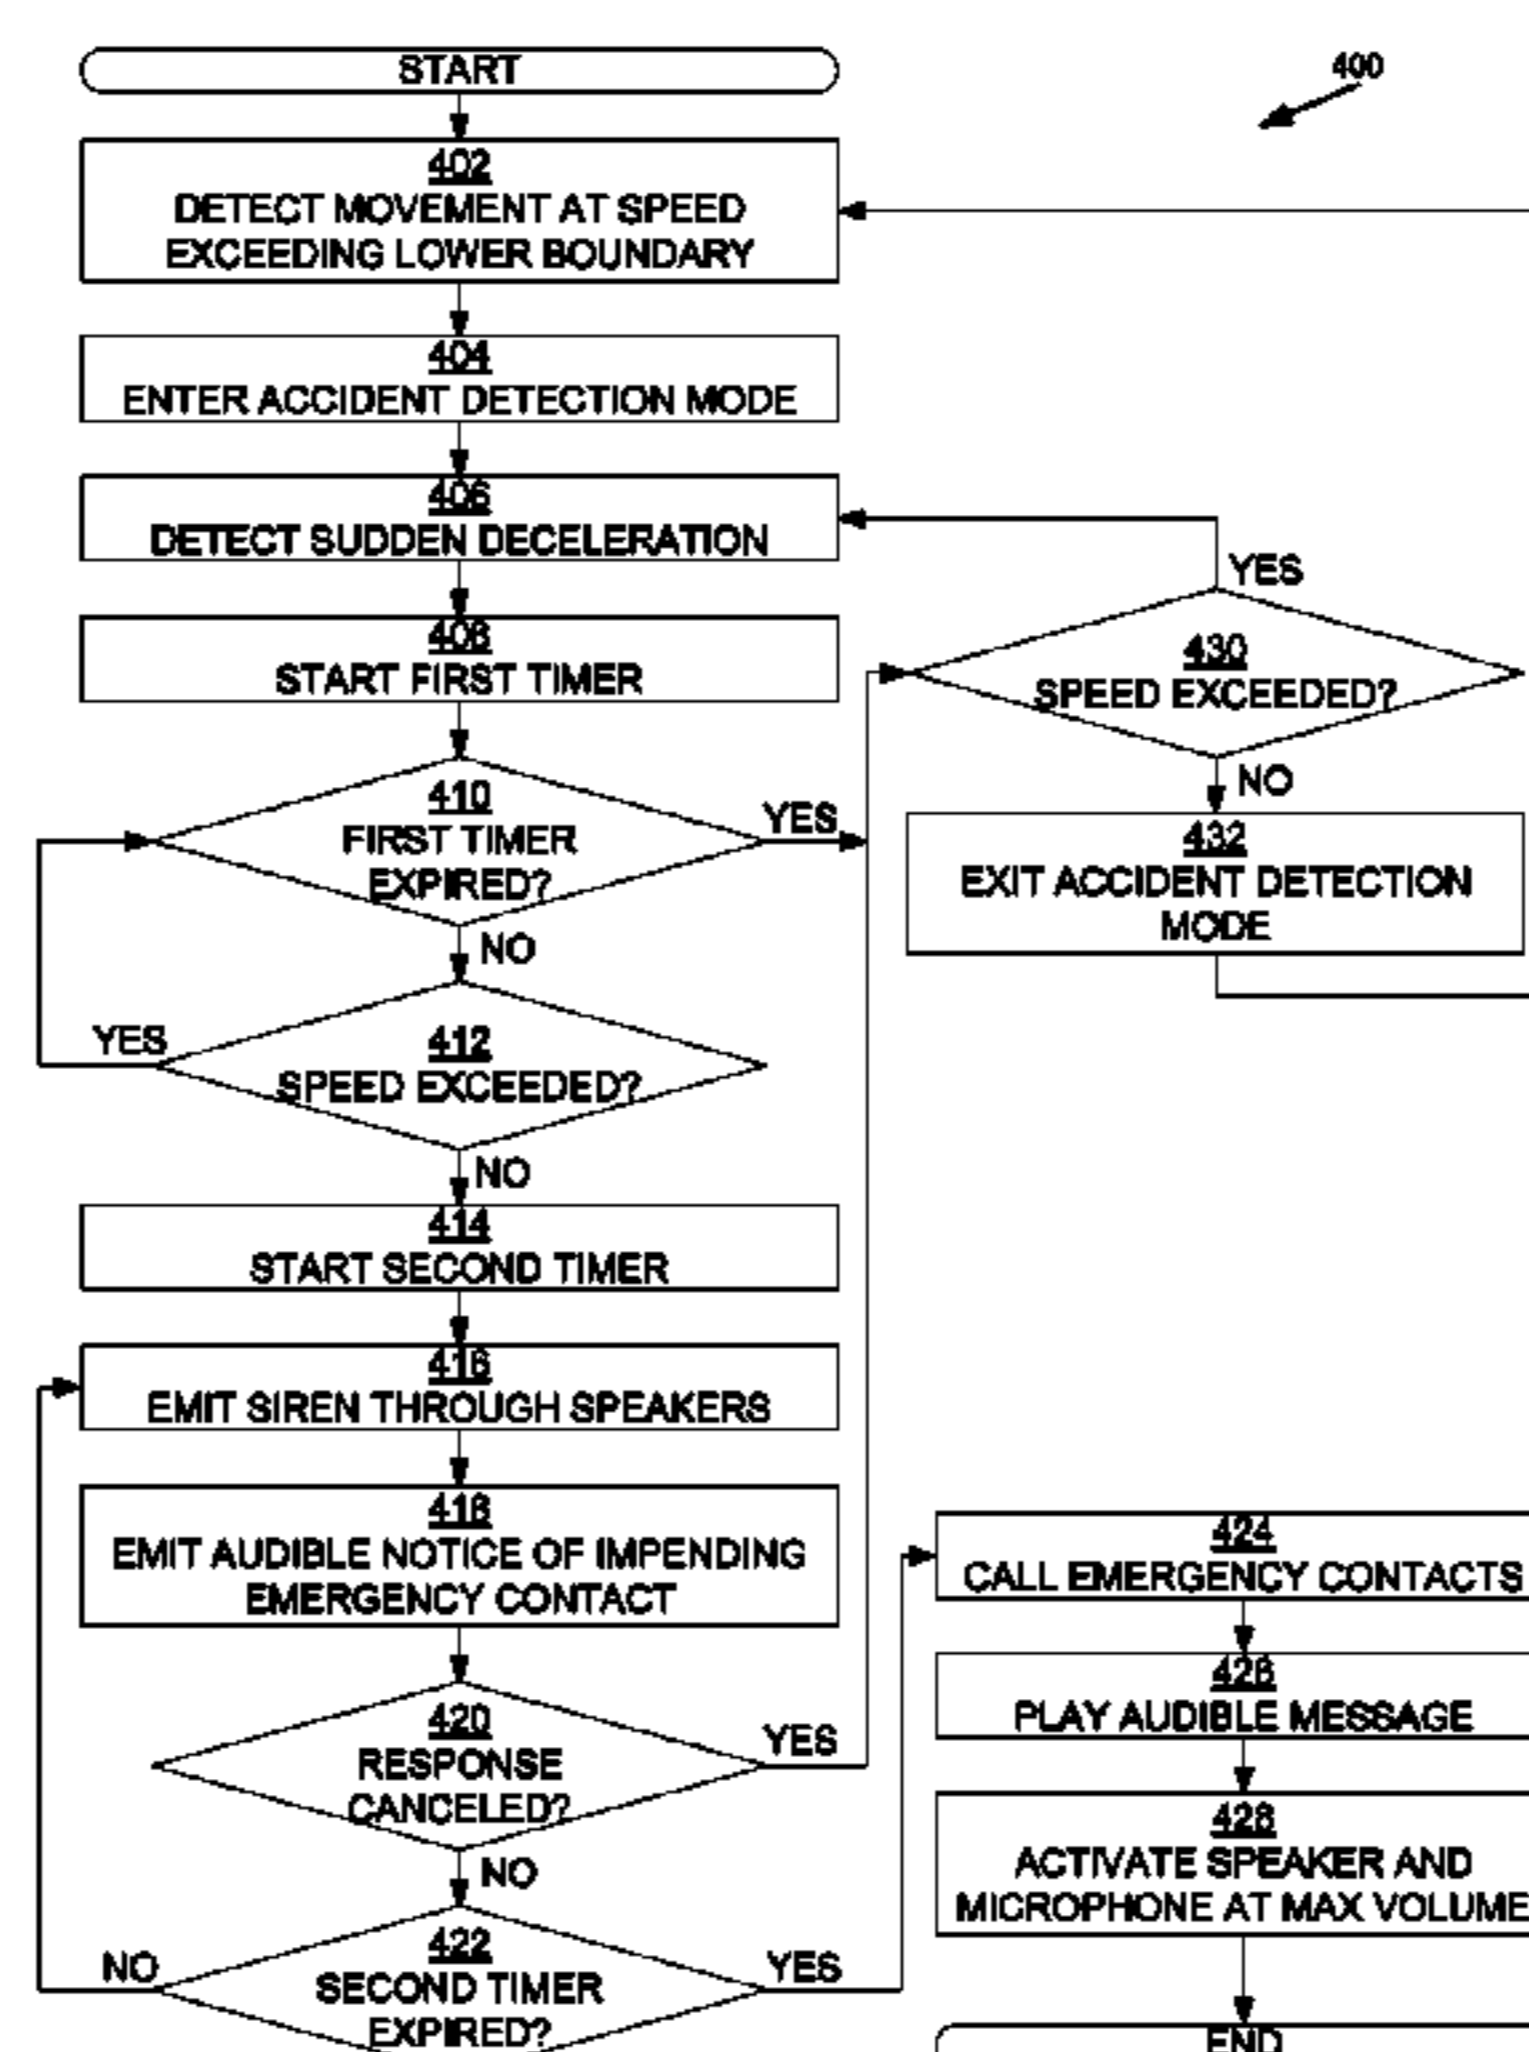 START
400
402
DETECT MOVEMENT AT SPEED
EXCEEDING LOWER BOUNDARY
404
ENTER ACCIDENT DETECTION MODE
406
DETECT SUDDEN DECELERATION
408
START FIRST TIMER
YES
430
SPEED EXCEEDED?
NO
432
EXIT ACCIDENT DETECTION
MODE
410
FIRST TIMER
EXPIRED?
YES
NO
412
SPEED EXCEEDED?
YES
NO
414
START SECOND TIMER
416
EMIT SIREN THROUGH SPEAKERS
418
EMIT AUDIBLE NOTICE OF IMPENDING
EMERGENCY CONTACT
420
RESPONSE
CANCELED?
YES
NO
422
SECOND TIMER
EXPIRED?
NO
YES
424
CALL EMERGENCY CONTACTS
426
PLAY AUDIBLE MESSAGE
428
ACTIVATE SPEAKER AND
MICROPHONE AT MAX VOLUME
END